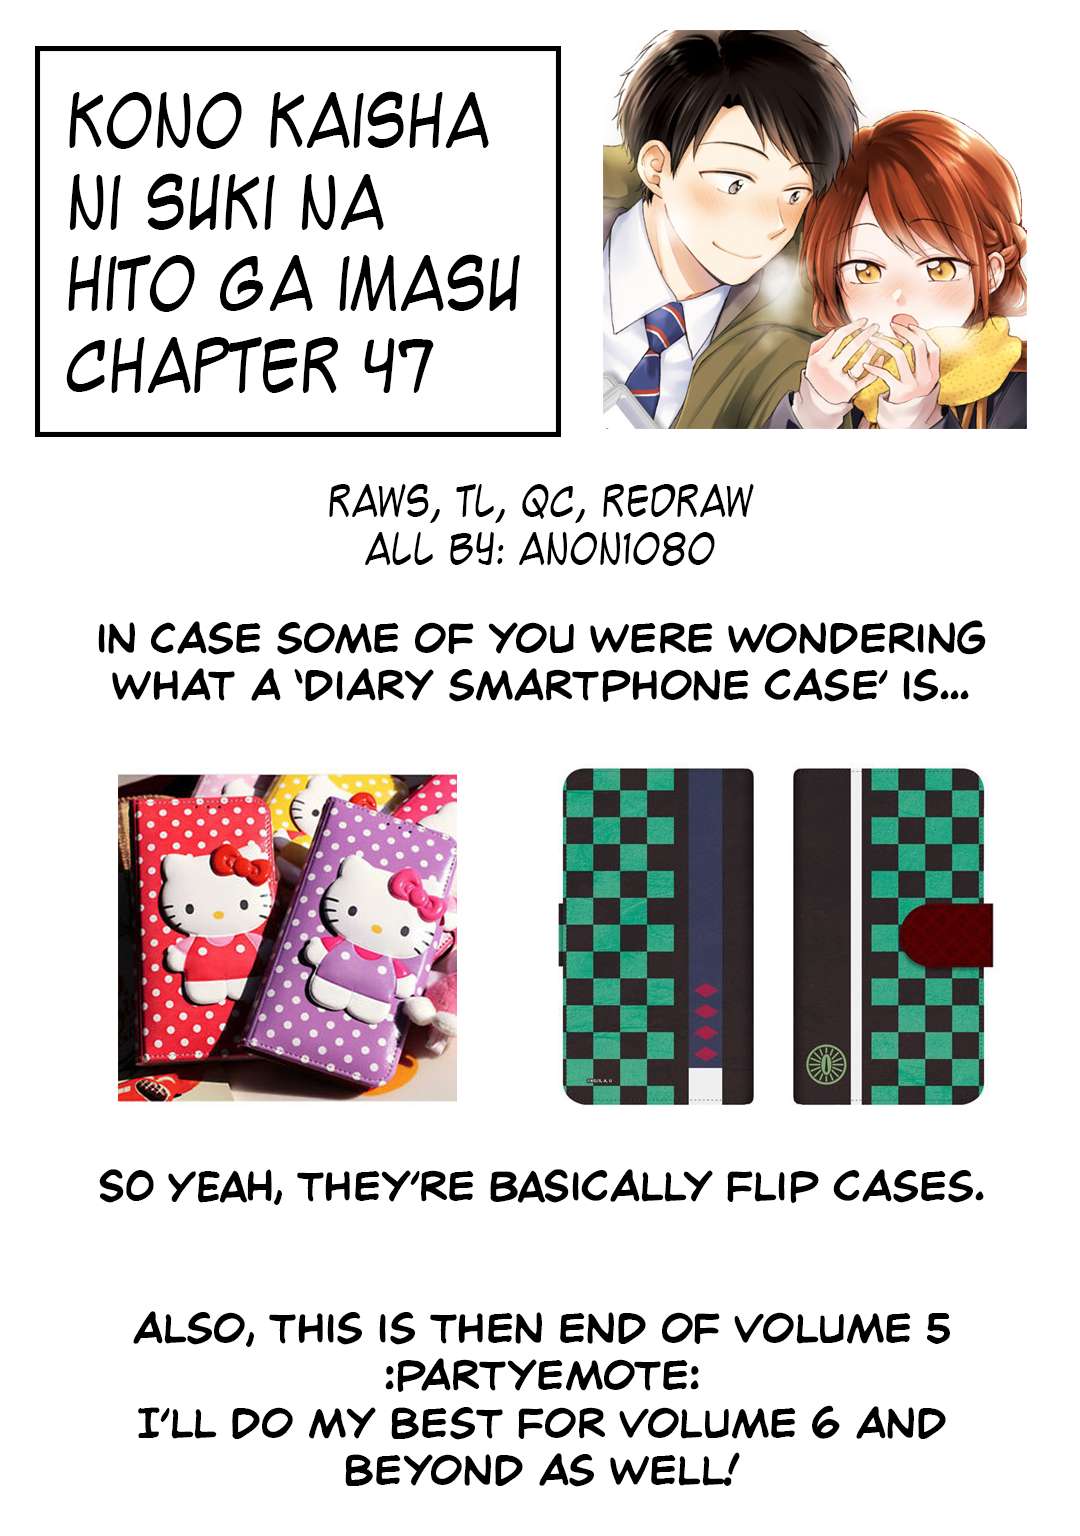 KONO KAISHA
NI SUKI NA
HITO GA IMASU
CHAPTER 47
RAWS, TL, QC, REDRAW
ALL BY: ANON1080
IN CASE SOME OF YOU WERE WONDERING
WHAT A ‘DIARY SMARTPHONE CASE’ IS...
SO YEAH, THEY'RE BASICALLY FLIP CASES.
ALSO, THIS IS THEN END OF VOLUME 5
:PARTYEMOTE:
I'LL DO MY BEST FOR VOLUME 6 AND
BEYOND AS WELL!